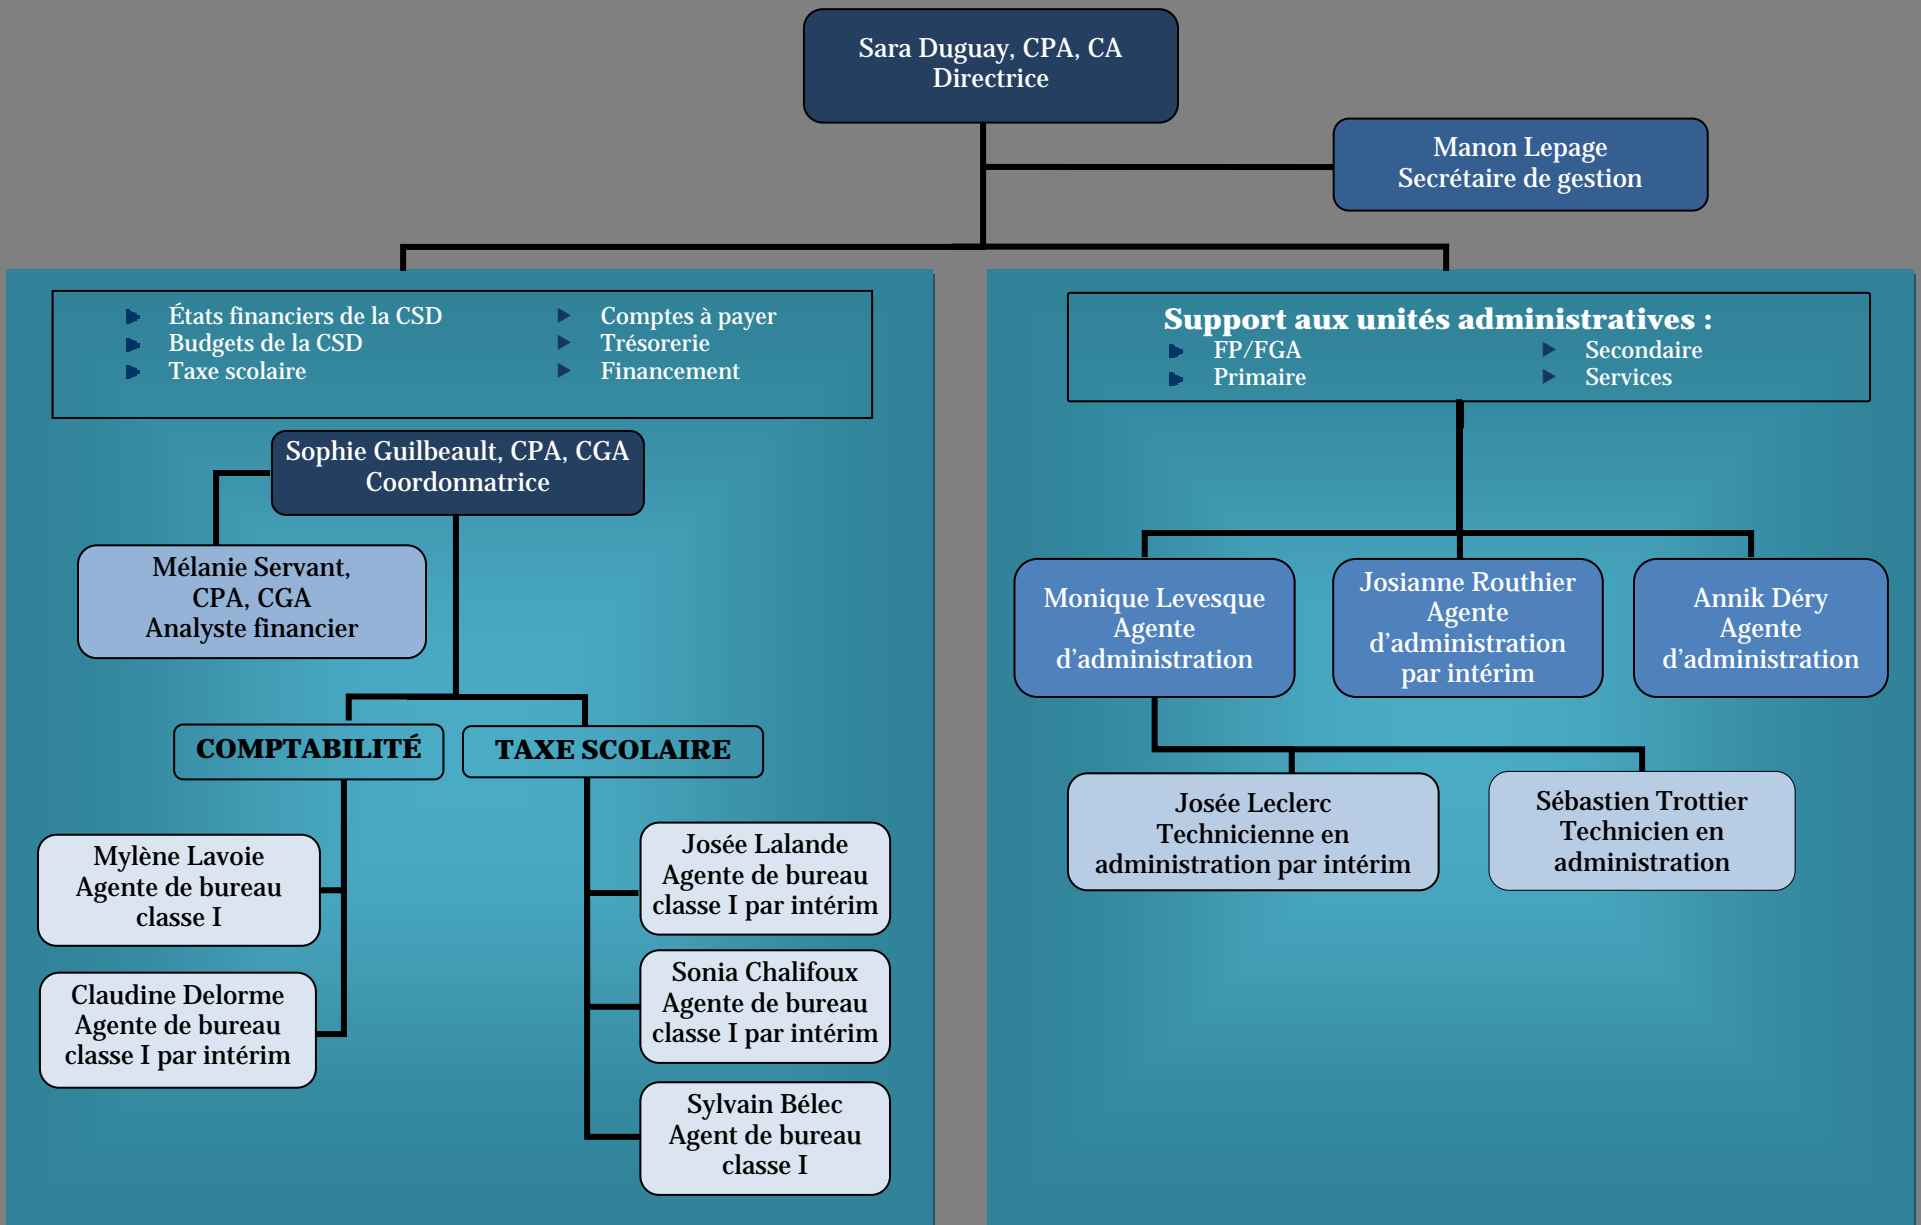 Sara Duguay, CPA, CA
Directrice
Manon Lepage
Secrétaire de gestion
États financiers de la CSD
Budgets de la CSD
Taxe scolaire
Comptes à payer
Trésorerie
Financement
Sophie Guilbeault, CPA, CGA
Coordonnatrice
Mélanie Servant,
CPA, CGA
Analyste financier
COMPTABILITÉ
TAXE SCOLAIRE
Mylène Lavoie
Agente de bureau
classe I
Claudine Delorme
Agente de bureau
classe I par intérim
Josée Lalande
Agente de bureau
classe I par intérim
Sonia Chalifoux
Agente de bureau
classe I par intérim
Sylvain Bélec
Agent de bureau
classe I
Support aux unités administratives :
FP/FGA
Primaire
Secondaire
Services
Monique Levesque
Agente
d’administration
Josianne Routhier
Agente
d’administration
par intérim
Annik Déry
Agente
d’administration
Josée Leclerc
Technicienne en
administration par intérim
Sébastien Trottier
Technicien en
administration